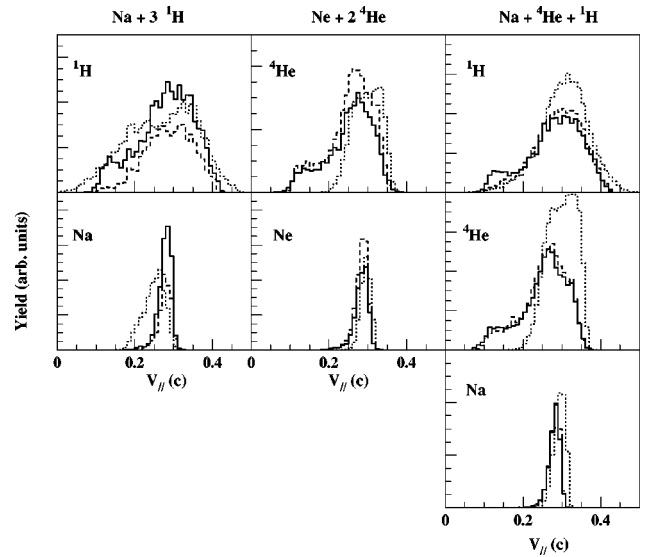 Na + 3 ¹H
Ne + 2 ⁴He
Na + ⁴He + ¹H
¹H
⁴He
¹H
Na
Ne
⁴He
Yield (arb. units)
0 0.2 0.4
V// (c)
0.2 0.4
V// (c)
Na
0 0.2 0.4
V// (c)